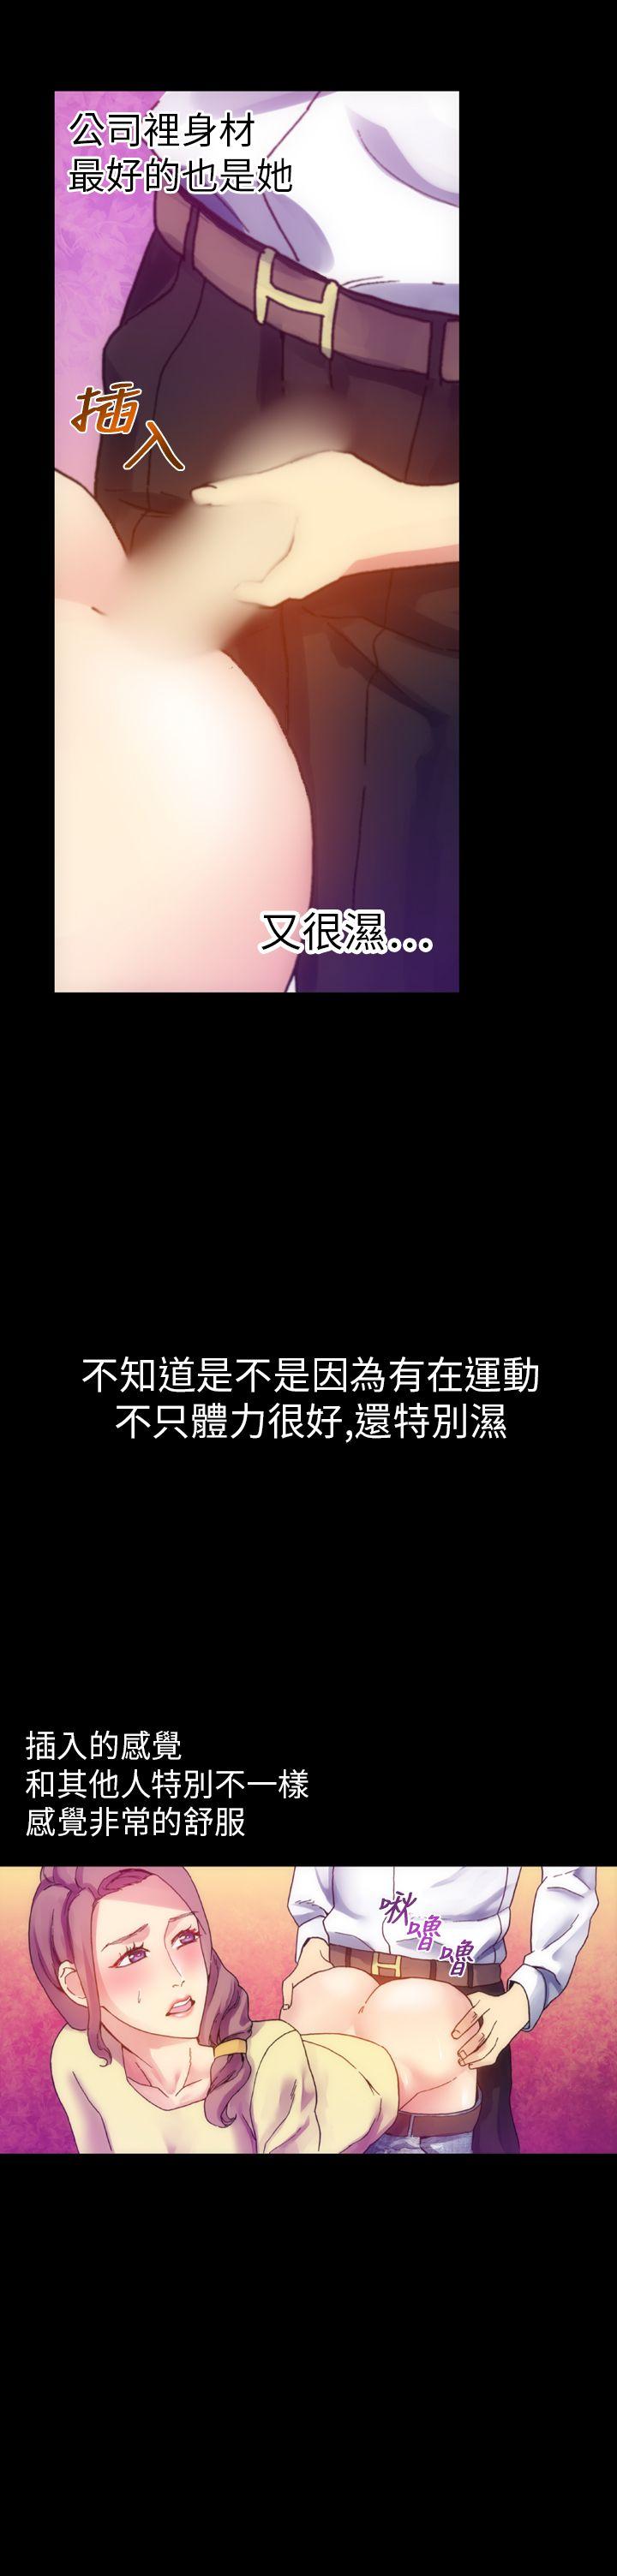 公司裡身材
最好的也是她
插入
又很濕...
不知道是不是因為有在運動
不只體力很好,還特別濕
插入的感覺
和其他人特別不一樣
感覺非常的舒服
啾嚕嚕